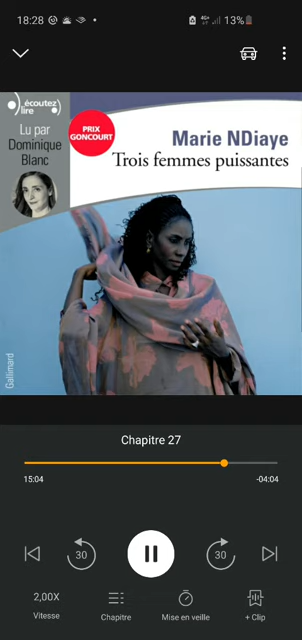 18:28
4G+
13%
écoutez
lire
Lu par
Dominique
Blanc
PRIX
GONCOURT
Marie NDiaye
Trois femmes puissantes
Gallimard
Chapitre 27
15:04
-04:04
30
30
2,00X
Vitesse
Chapitre
Mise en veille
+ Clip